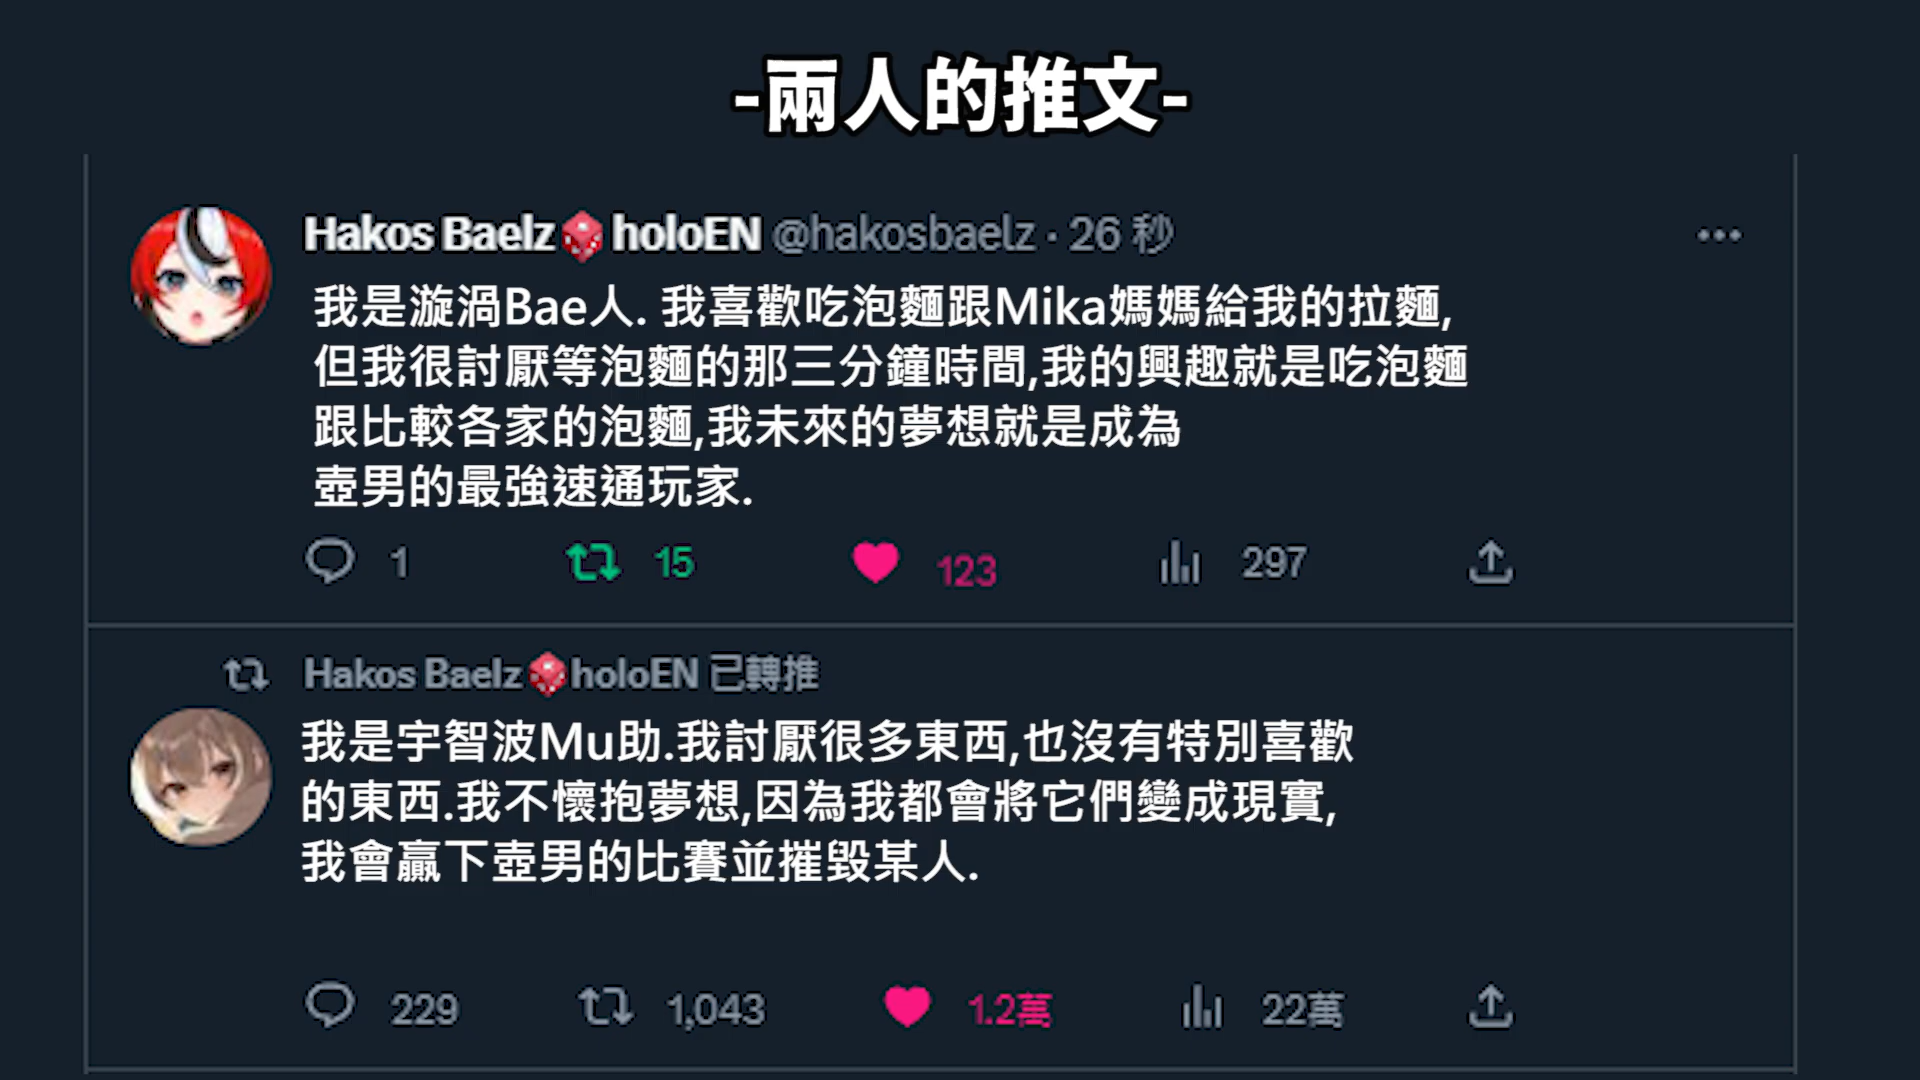 -兩人的推文-
Hakos Baelz🎲holoEN @hakosbaelz · 26 秒
我是漩渦Bae人. 我喜歡吃泡麵跟Mika媽媽給我的拉麵,
但我很討厭等泡麵的那三分鐘時間,我的興趣就是吃泡麵
跟比較各家的泡麵,我未來的夢想就是成為
壺男的最強速通玩家.
1 15 123 297
Hakos Baelz🎲holoEN 已轉推
我是宇智波Mu助.我討厭很多東西,也沒有特別喜歡
的東西.我不懷抱夢想,因為我都會將它們變成現實,
我會贏下壺男的比賽並摧毀某人.
229 1,043 1.2萬 22萬